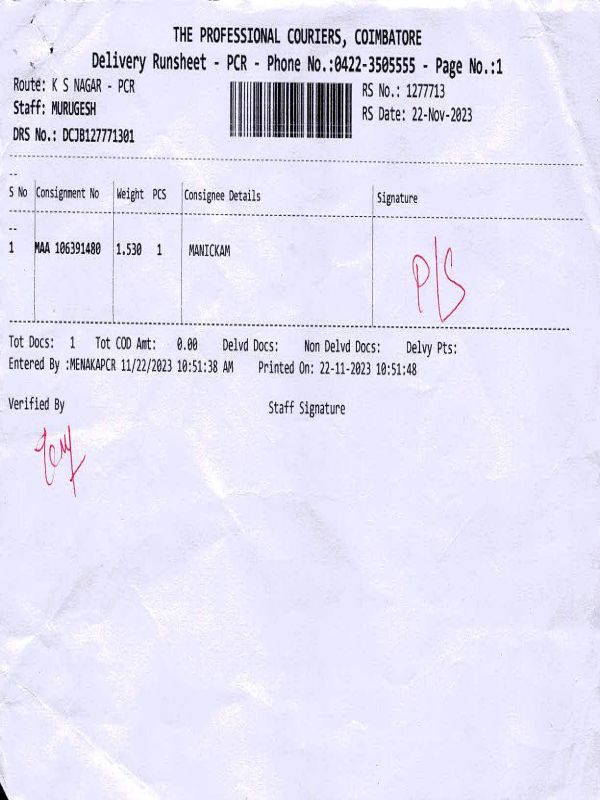 THE PROFESSIONAL COURIERS, COIMBATORE
Delivery Runsheet - PCR - Phone No.:0422-3505555 - Page No.:1
Route: K S NAGAR - PCR
RS No.: 1277713
Staff: MURUGESH
RS Date: 22-Nov-2023
DRS No.: DCJB127771301
--
S No Consignment No Weight PCS Consignee Details Signature
--
1 MAA 106391480 1.530 1 MANICKAM P/S
Tot Docs: 1 Tot COD Amt: 0.00 Delvd Docs: Non Delvd Docs: Delvy Pts:
Entered By :MENAKAPCR 11/22/2023 10:51:38 AM Printed On: 22-11-2023 10:51:48
Verified By Staff Signature